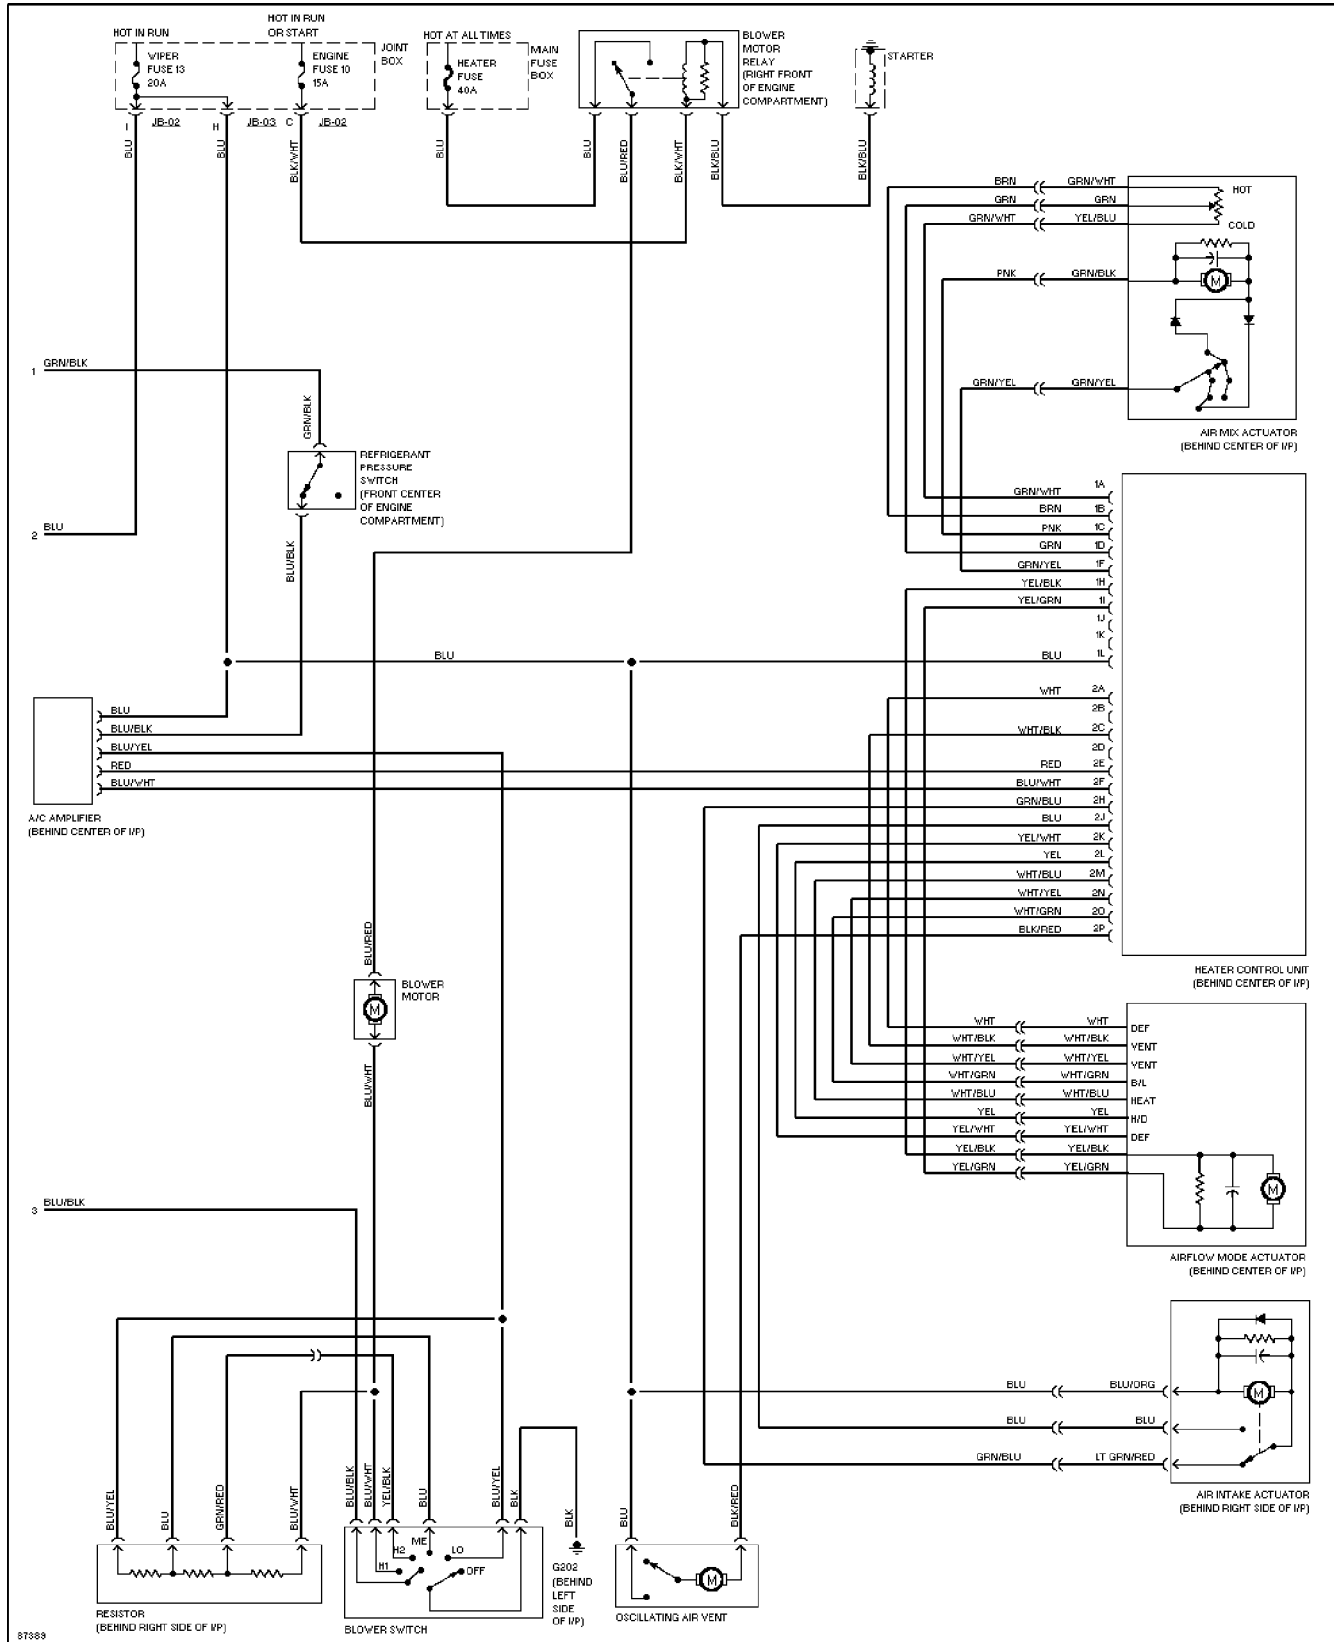 HOT IN RUN
HOT IN RUN
OR START
HOT AT ALL TIMES
WIPER
FUSE 13
20A
ENGINE
FUSE 10
15A
JOINT
BOX
HEATER
FUSE
40A
MAIN
FUSE
BOX
BLOWER
MOTOR
RELAY
(RIGHT FRONT
OF ENGINE
COMPARTMENT)
STARTER
I JB-02
H JB-03
C JB-02
BLU
BLU
BLK/WHT
BLU
BLU
BLU/RED
BLK/WHT
BLK/BLU
BLK/BLU
BRN GRN/WHT
GRN GRN
GRN/WHT YEL/BLU
PNK GRN/BLK
GRN/YEL GRN/YEL
HOT
COLD
M
AIR MIX ACTUATOR
(BEHIND CENTER OF I/P)
1 GRN/BLK
GRN/BLK
REFRIGERANT
PRESSURE
SWITCH
(FRONT CENTER
OF ENGINE
COMPARTMENT)
2 BLU
BLU/BLK
GRN/WHT 1A
BRN 1B
PNK 1C
GRN 1D
GRN/YEL 1F
YEL/BLK 1H
YEL/GRN 1I
1J
1K
BLU BLU 1L
WHT 2A
2B
WHT/BLK 2C
2D
RED 2E
BLU/WHT 2F
GRN/BLU 2H
BLU 2J
YEL/WHT 2K
YEL 2L
WHT/BLU 2M
WHT/YEL 2N
WHT/GRN 2O
BLK/RED 2P
HEATER CONTROL UNIT
(BEHIND CENTER OF I/P)
BLU
BLU/BLK
BLU/YEL
RED
BLU/WHT
A/C AMPLIFIER
(BEHIND CENTER OF I/P)
BLU/RED
BLOWER
MOTOR
M
BLU/WHT
WHT WHT DEF
WHT/BLK WHT/BLK VENT
WHT/YEL WHT/YEL VENT
WHT/GRN WHT/GRN B/L
WHT/BLU WHT/BLU HEAT
YEL YEL H/D
YEL/WHT YEL/WHT DEF
YEL/BLK YEL/BLK
YEL/GRN YEL/GRN
M
AIRFLOW MODE ACTUATOR
(BEHIND CENTER OF I/P)
3 BLU/BLK
BLU BLU/ORG
BLU BLU
GRN/BLU LT GRN/RED
M
AIR INTAKE ACTUATOR
(BEHIND RIGHT SIDE OF I/P)
BLU/YEL
BLU
GRN/RED
BLU/WHT
BLU/BLK
BLU/WHT
YEL/BLK
BLU
BLU/YEL
BLK
BLK
BLU
BLK/RED
RESISTOR
(BEHIND RIGHT SIDE OF I/P)
H1
H2
ME
LO
OFF
BLOWER SWITCH
G202
(BEHIND
LEFT
SIDE
OF I/P)
M
OSCILLATING AIR VENT
87389